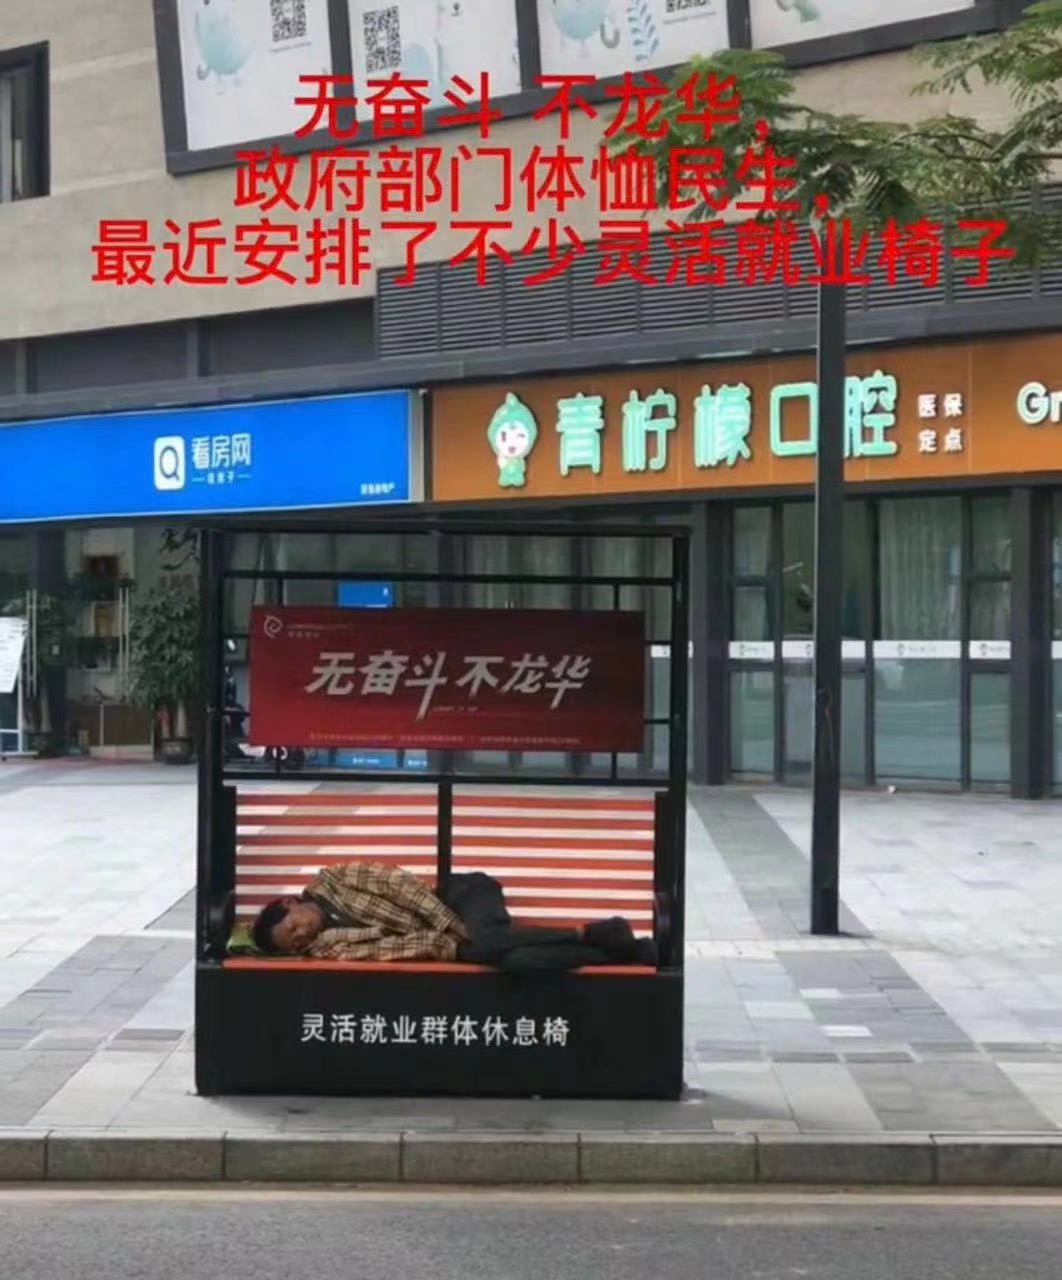 无奋斗 不龙华，
政府部门体恤民生，
最近安排了不少灵活就业椅子
看房网
青柠檬口腔
医保
定点
Gr
无奋斗 不龙华
灵活就业群体休息椅